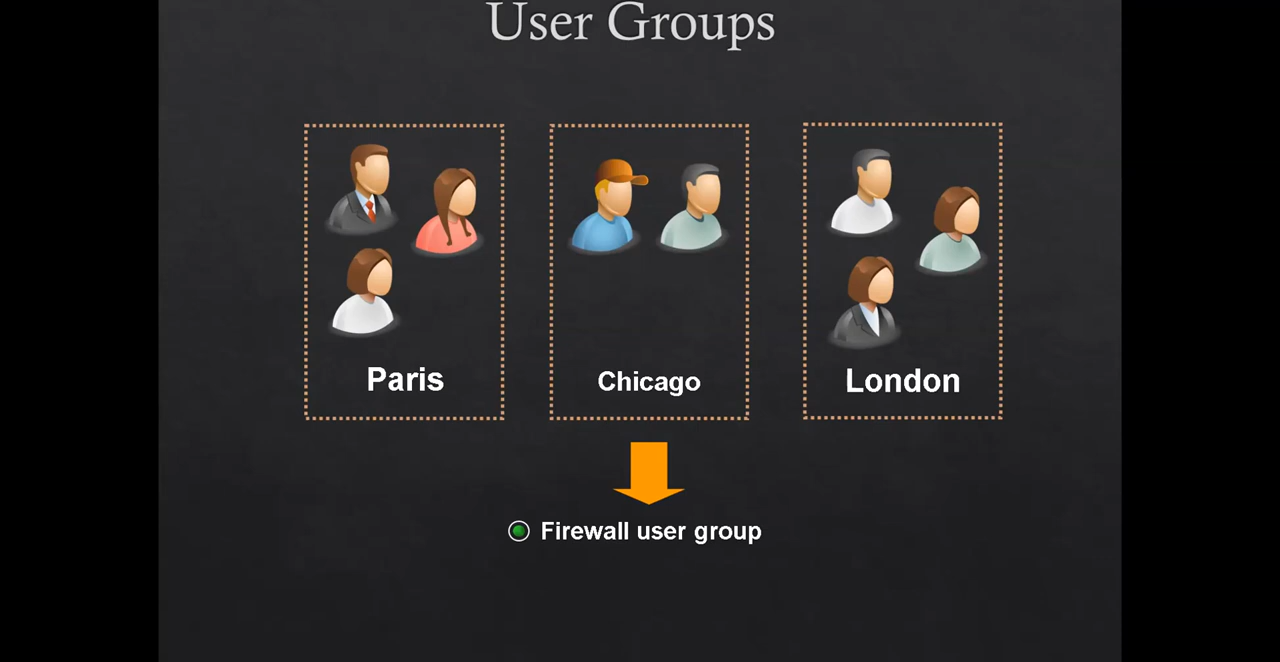 User Groups
Paris
Chicago
London
Firewall user group